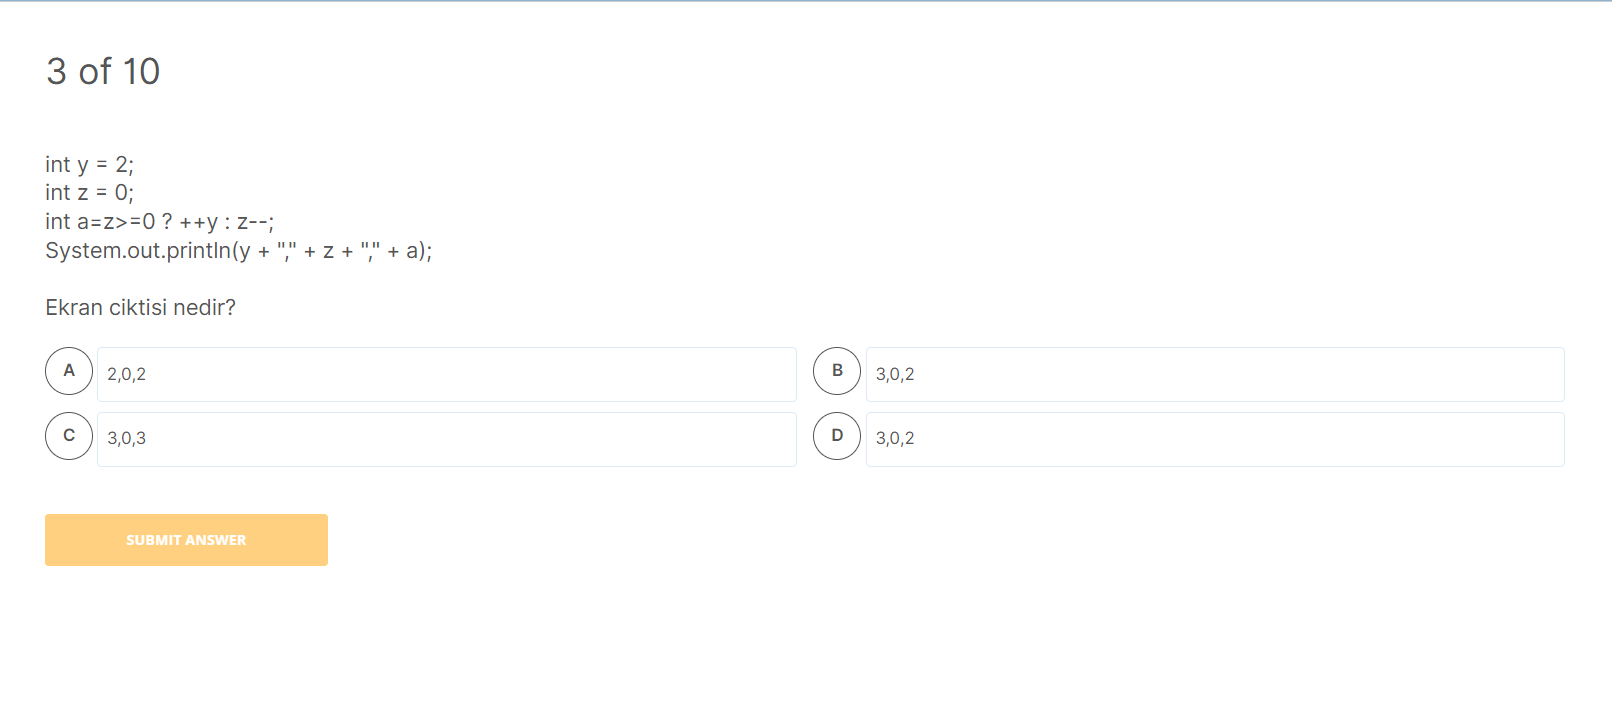 3 of 10
int y = 2;
int z = 0;
int a=z>=0 ? ++y : z--;
System.out.println(y + "," + z + "," + a);
Ekran ciktisi nedir?
A 2,0,2
B 3,0,2
C 3,0,3
D 3,0,2
SUBMIT ANSWER